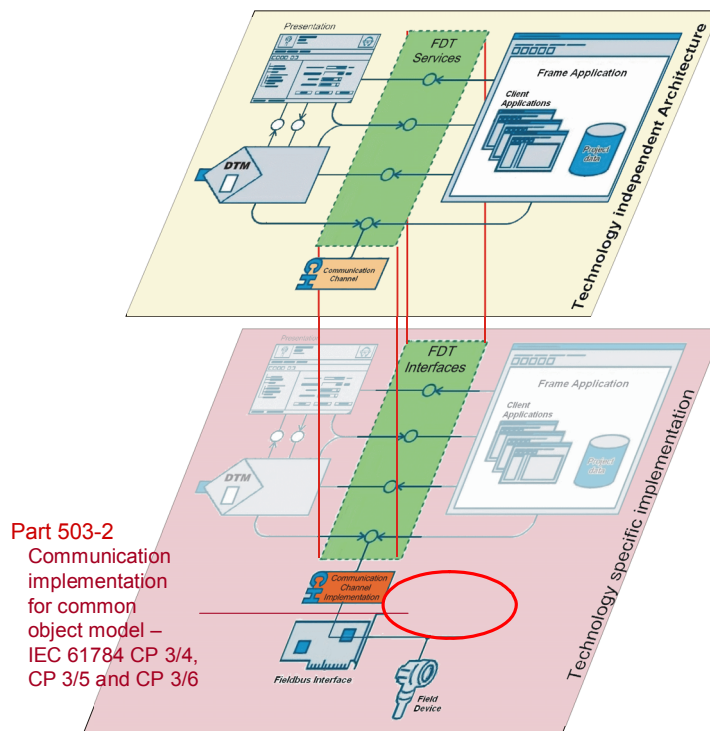 Presentation
FDT
Services
Frame Application
Client
Applications
Project
data
DTM
Communication
Channel
Technology independent Architecture
Presentation
FDT
Interfaces
Frame Application
Client
Applications
Project
data
DTM
Part 503-2
Communication
implementation
for common
object model –
IEC 61784 CP 3/4,
CP 3/5 and CP 3/6
Communication
Channel
Implementation
Fieldbus Interface
Field
Device
Technology specific implementation